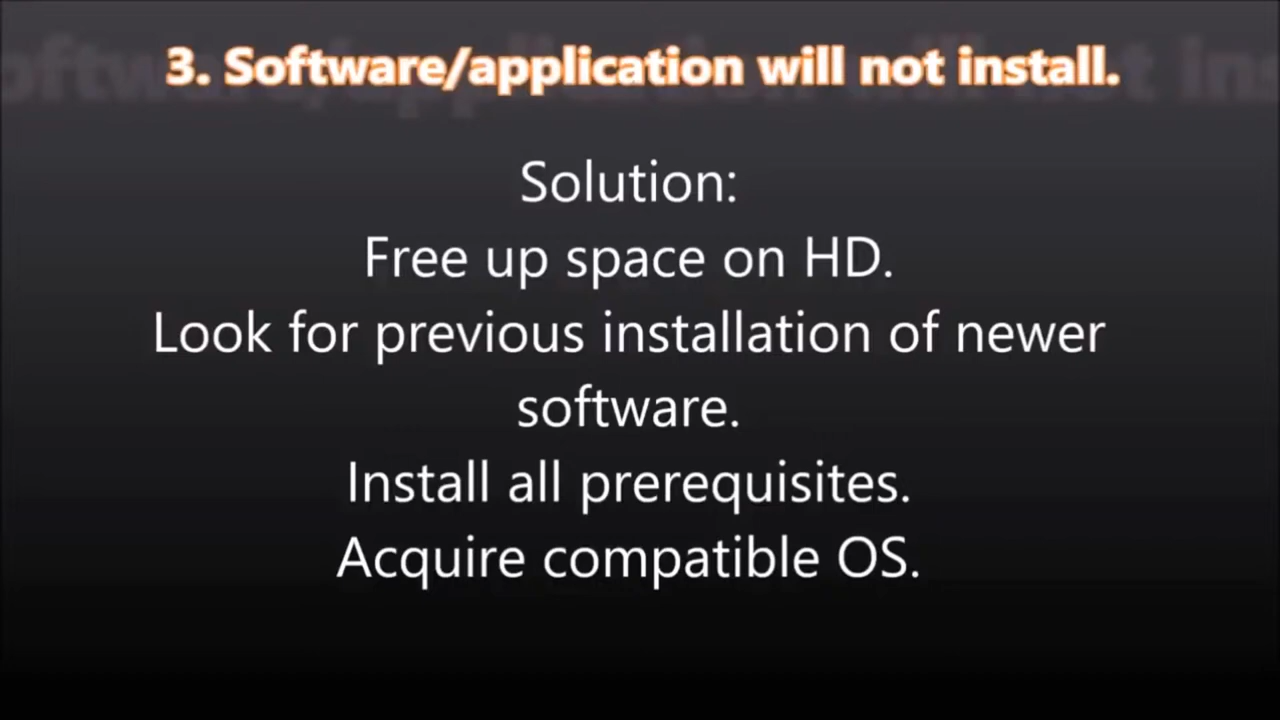 3. Software/application will not install.
Solution:
Free up space on HD.
Look for previous installation of newer
software.
Install all prerequisites.
Acquire compatible OS.